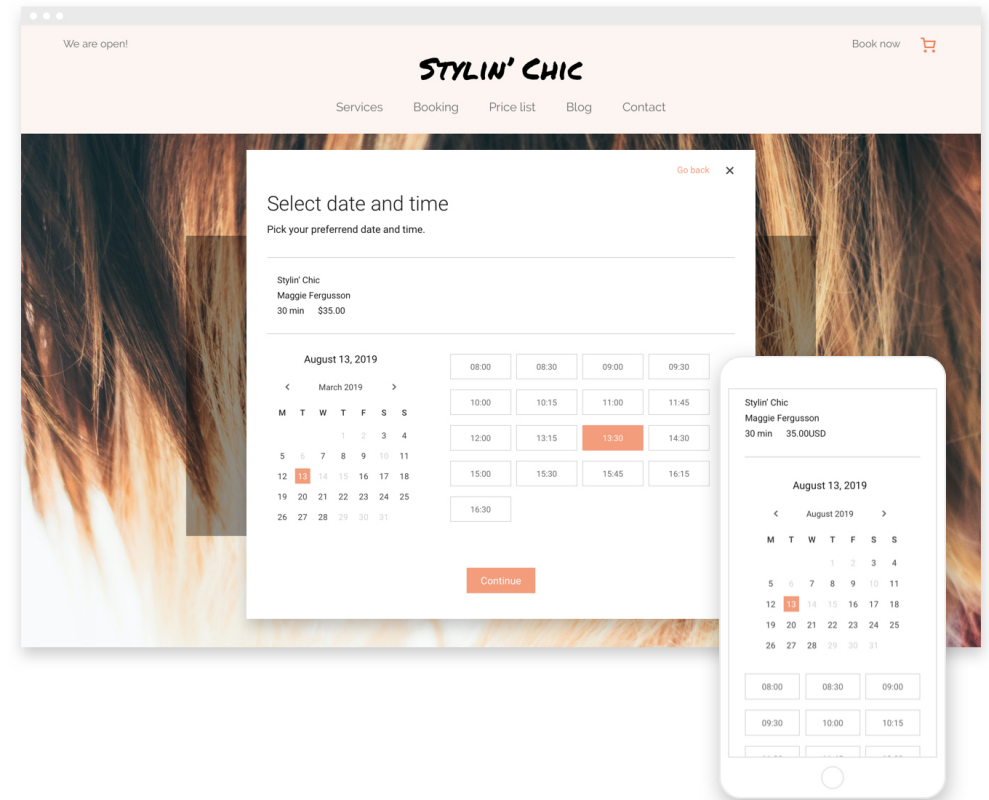 We are open!
Book now
STYLIN' CHIC
Services Booking Price list Blog Contact
Go back ×
Select date and time
Pick your preferrend date and time.
Stylin' Chic
Maggie Fergusson
30 min $35.00
August 13, 2019
< March 2019 >
M T W T F S S
1 2 3 4
5 6 7 8 9 10 11
12 13 14 15 16 17 18
19 20 21 22 23 24 25
26 27 28 29 30 31
08:00 08:30 09:00 09:30
10:00 10:15 11:00 11:45
12:00 13:15 13:30 14:30
15:00 15:30 15:45 16:15
16:30
Continue
Stylin' Chic
Maggie Fergusson
30 min 35.00USD
August 13, 2019
< August 2019 >
M T W T F S S
1 2 3 4
5 6 7 8 9 10 11
12 13 14 15 16 17 18
19 20 21 22 23 24 25
26 27 28 29 30 31
08:00 08:30 09:00
09:30 10:00 10:15